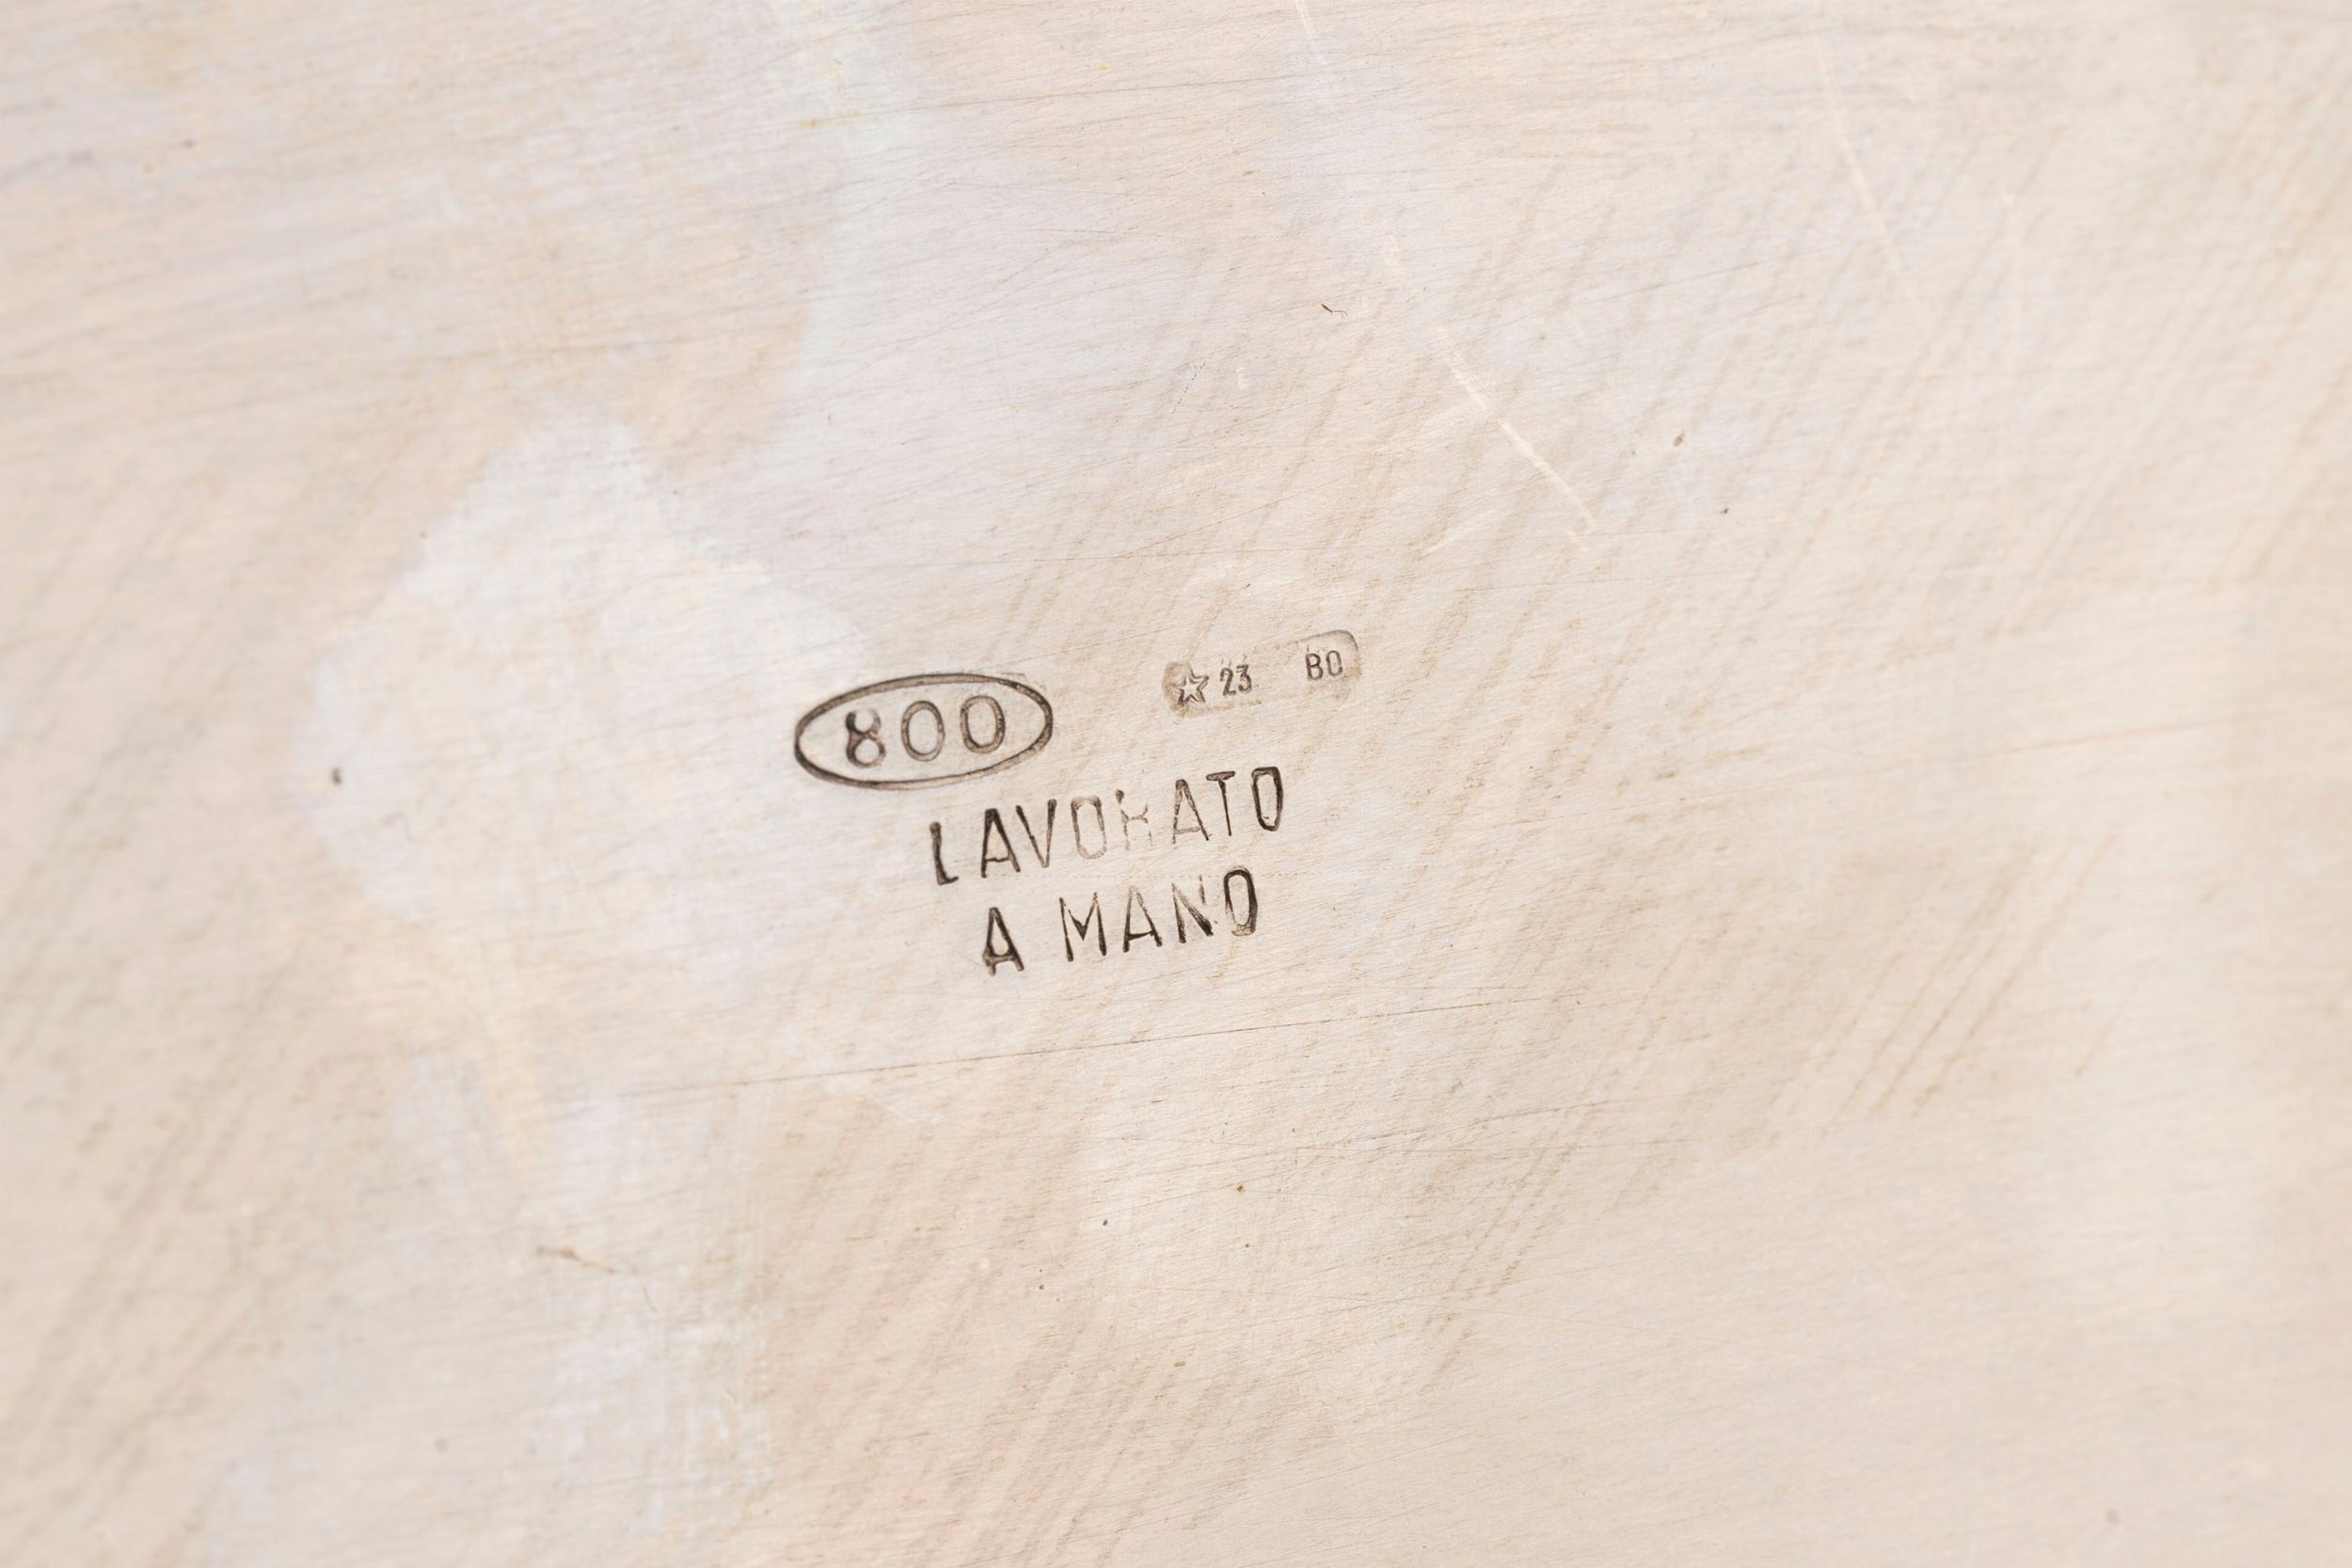 800 ☆ 23 BO
LAVORATO
A MANO